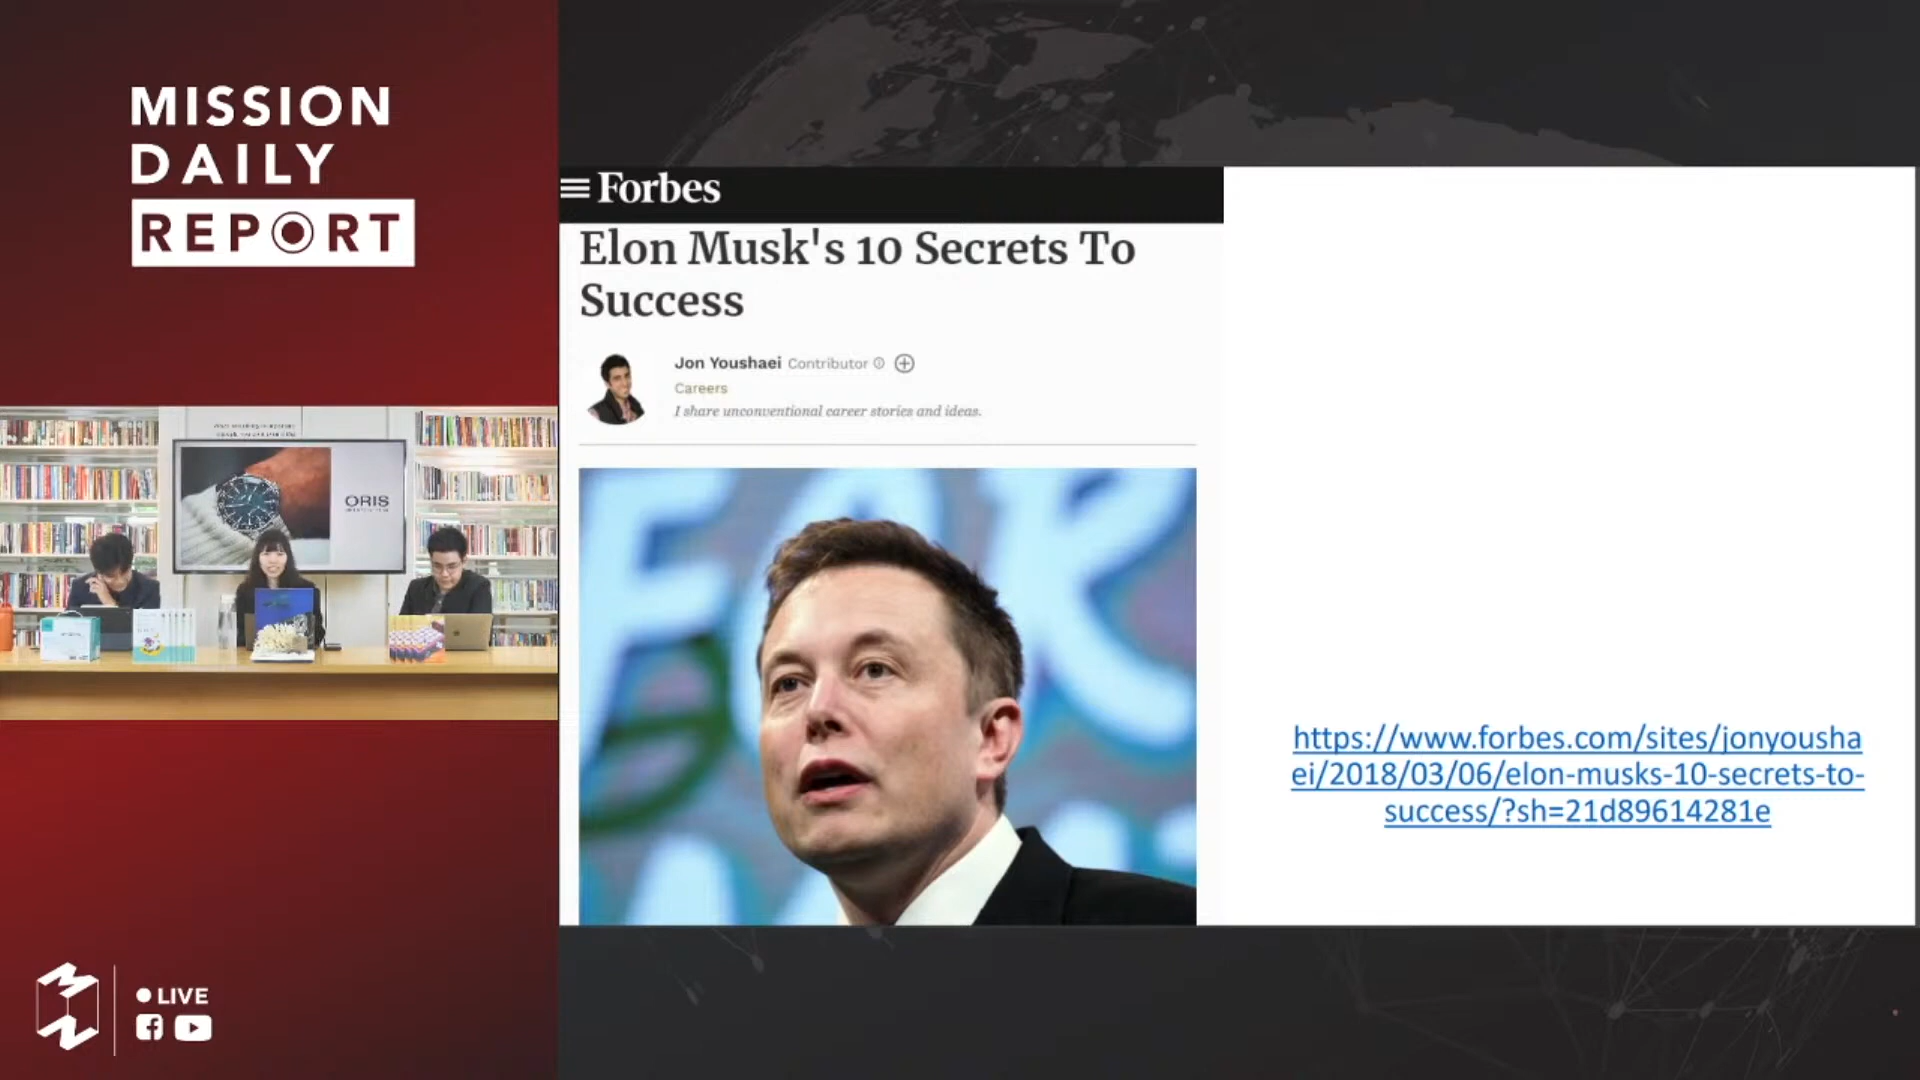 MISSION
DAILY
REPORT
ORIS
LIVE
Forbes
Elon Musk's 10 Secrets To
Success
Jon Youshaei Contributor
Careers
I share unconventional career stories and ideas.
https://www.forbes.com/sites/jonyousha
ei/2018/03/06/elon-musks-10-secrets-to-
success/?sh=21d89614281e